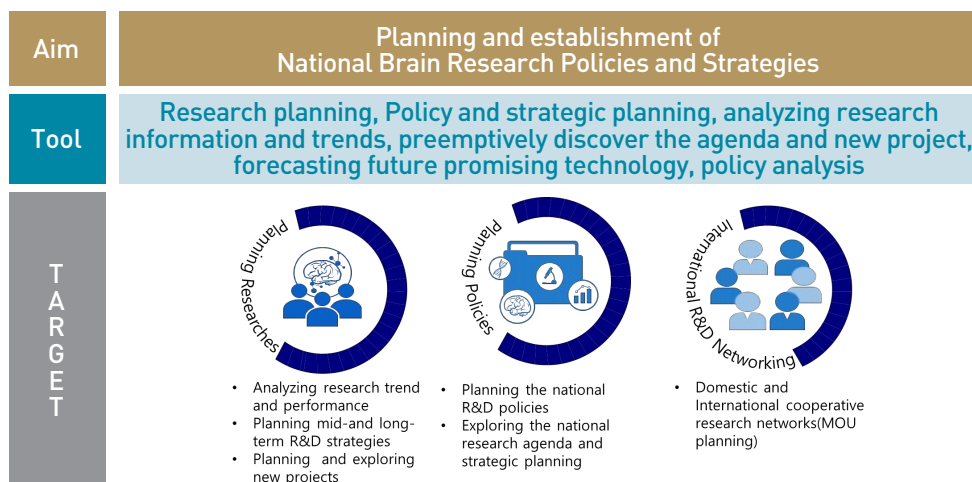 Aim
Planning and establishment of
National Brain Research Policies and Strategies
Tool
Research planning, Policy and strategic planning, analyzing research
information and trends, preemptively discover the agenda and new project,
forecasting future promising technology, policy analysis
TARGET
Planning Researches
• Analyzing research trend
and performance
• Planning mid-and long-
term R&D strategies
• Planning and exploring
new projects
Planning Policies
• Planning the national
R&D policies
• Exploring the national
research agenda and
strategic planning
International R&D Networking
• Domestic and
International cooperative
research networks(MOU
planning)